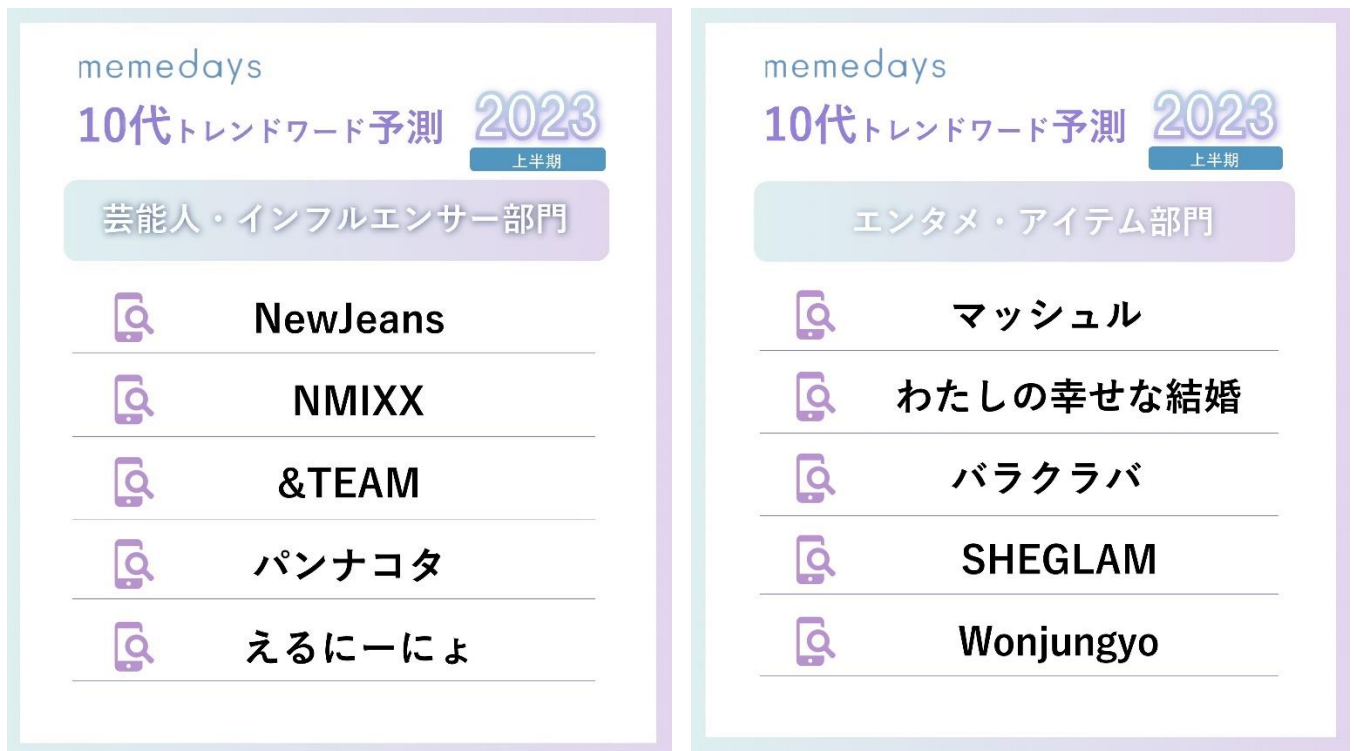 memedays
10代トレンドワード予測 2023
上半期
芸能人・インフルエンサー部門
NewJeans
NMIXX
&TEAM
パンナコタ
えるにーにょ
memedays
10代トレンドワード予測 2023
上半期
エンタメ・アイテム部門
マッシュル
わたしの幸せな結婚
バラクラバ
SHEGLAM
Wonjungyo